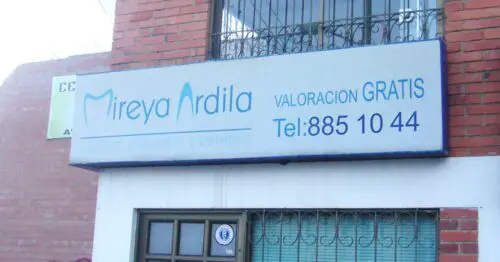 Mireya Ardila
VALORACION GRATIS
Tel:885 10 44